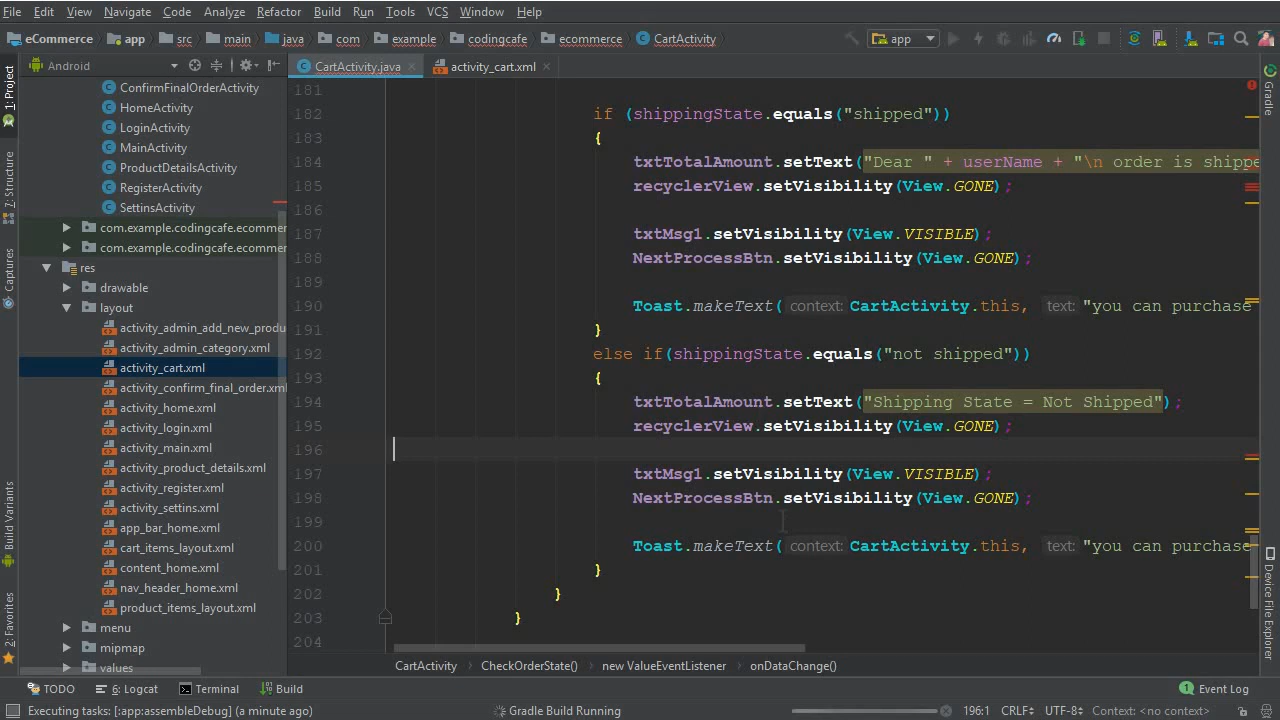 File Edit View Navigate Code Analyze Refactor Build Run Tools VCS Window Help
eCommerce app src main java com example codingcafe ecommerce CartActivity app
1: Project
7: Structure
Captures
Build Variants
2: Favorites
Android
ConfirmFinalOrderActivity
HomeActivity
LoginActivity
MainActivity
ProductDetailsActivity
RegisterActivity
SettinsActivity
com.example.codingcafe.ecommer
com.example.codingcafe.ecommer
res
drawable
layout
activity_admin_add_new_produ
activity_admin_category.xml
activity_cart.xml
activity_confirm_final_order.xml
activity_home.xml
activity_login.xml
activity_main.xml
activity_product_details.xml
activity_register.xml
activity_settins.xml
app_bar_home.xml
cart_items_layout.xml
content_home.xml
nav_header_home.xml
product_items_layout.xml
menu
mipmap
values
CartActivity.java activity_cart.xml
181
182 if (shippingState.equals("shipped"))
183 {
184 txtTotalAmount.setText("Dear " + userName + "\n order is shippe
185 recyclerView.setVisibility(View.GONE);
186
187 txtMsg1.setVisibility(View.VISIBLE);
188 NextProcessBtn.setVisibility(View.GONE);
189
190 Toast.makeText( context: CartActivity.this, text: "you can purchase
191 }
192 else if(shippingState.equals("not shipped"))
193 {
194 txtTotalAmount.setText("Shipping State = Not Shipped");
195 recyclerView.setVisibility(View.GONE);
196
197 txtMsg1.setVisibility(View.VISIBLE);
198 NextProcessBtn.setVisibility(View.GONE);
199
200 Toast.makeText( context: CartActivity.this, text: "you can purchase
201 }
202 }
203 }
204
CartActivity CheckOrderState() new ValueEventListener onDataChange()
Gradle
Device File Explorer
TODO 6: Logcat Terminal Build 1 Event Log
Executing tasks: [:app:assembleDebug] (a minute ago) Gradle Build Running 196:1 CRLF UTF-8 Context: <no context>